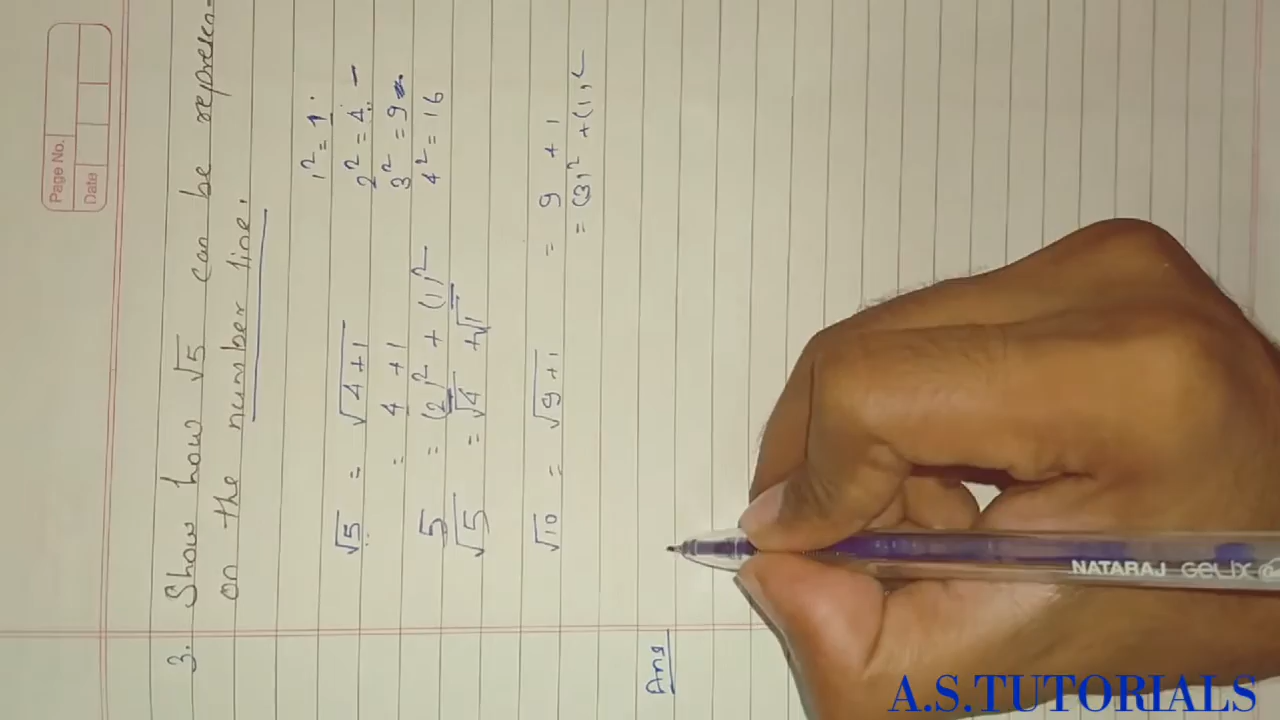 Page No.
Date
3. Show how √5 can be represen-
on the number line.
1² = 1
√5 = √4+1 2² = 4 -
= 4 + 1 3² = 9
5 = (2)² + (1)² 4² = 16
√5 = √4 + √1
√10 = √9+1 = 9 + 1
= (3)² + (1)²
Ans
NATARAJ GELIX
A.S.TUTORIALS